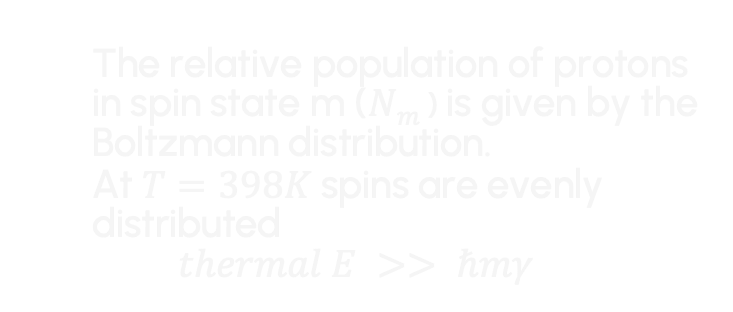 The relative population of protons
in spin state m (Nₘ) is given by the
Boltzmann distribution.
At T = 398K spins are evenly
distributed
thermal E >> ℏmγ